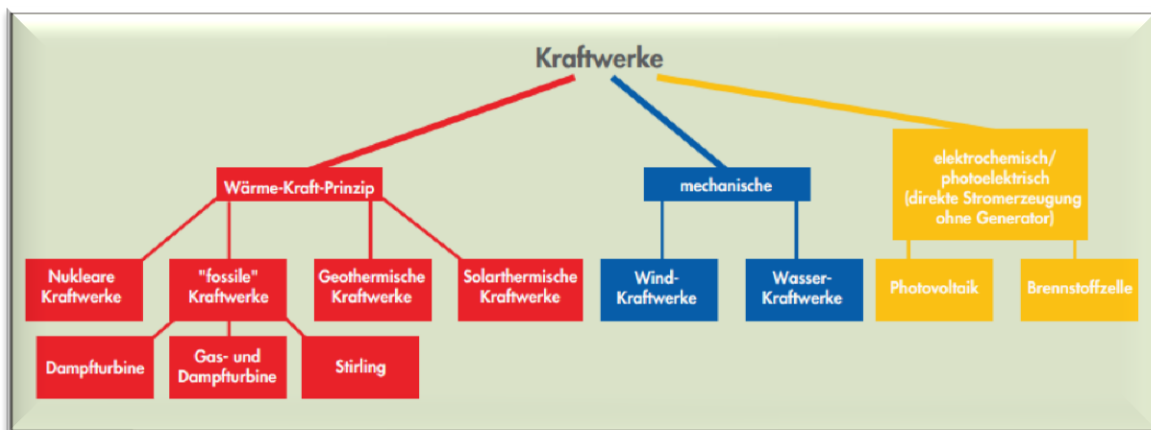 Kraftwerke
Wärme-Kraft-Prinzip
mechanische
elektrochemisch/
photoelektrisch
(direkte Stromerzeugung
ohne Generator)
Nukleare
Kraftwerke
"fossile"
Kraftwerke
Geothermische
Kraftwerke
Solarthermische
Kraftwerke
Wind-
Kraftwerke
Wasser-
Kraftwerke
Photovoltaik
Brennstoffzelle
Dampfturbine
Gas- und
Dampfturbine
Stirling